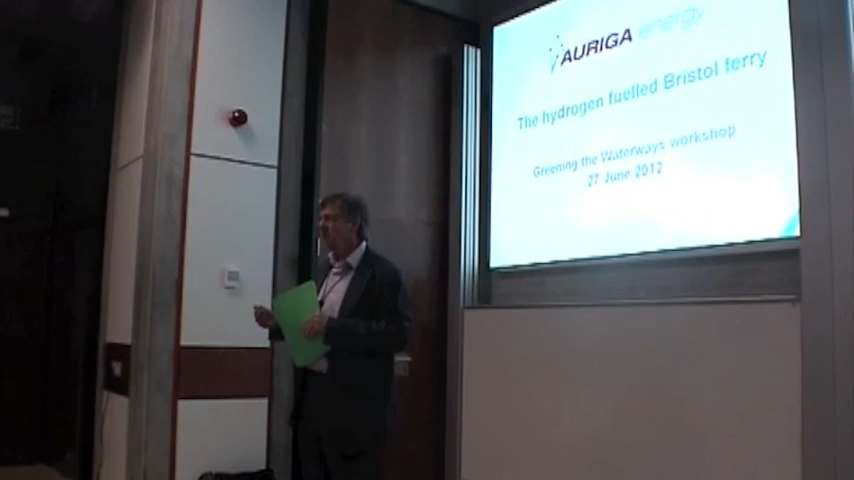 AURIGA energy
The hydrogen fuelled Bristol ferry
Greening the Waterways workshop
27 June 2012